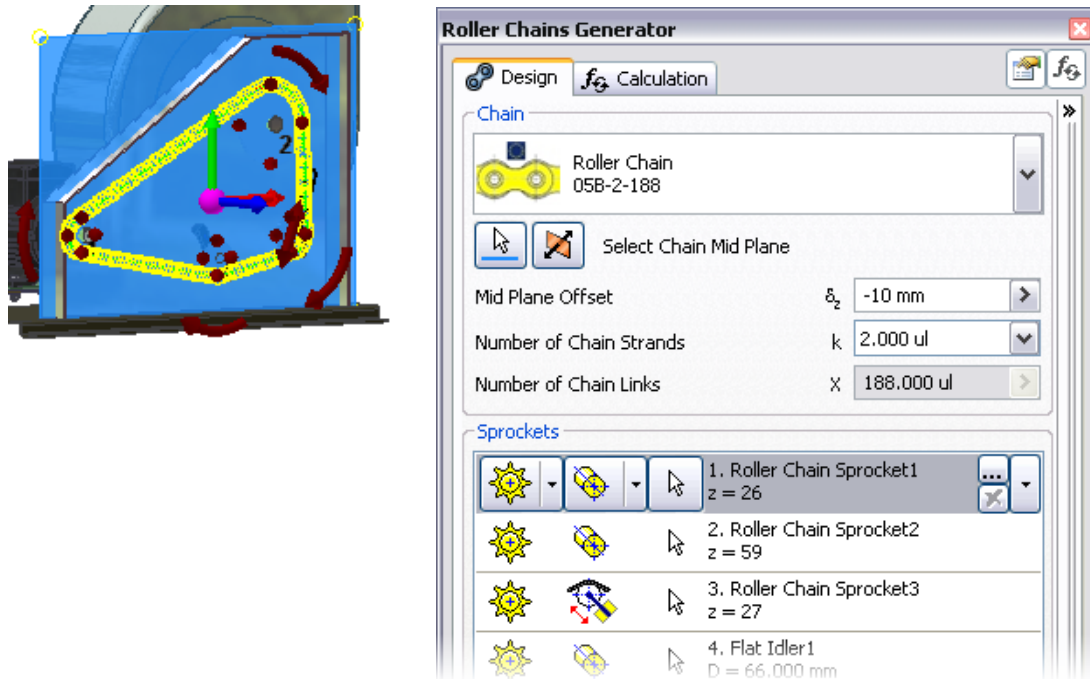 2
Roller Chains Generator
Design
Calculation
Chain
Roller Chain
05B-2-188
Select Chain Mid Plane
Mid Plane Offset δz -10 mm
Number of Chain Strands k 2.000 ul
Number of Chain Links X 188.000 ul
Sprockets
1. Roller Chain Sprocket1
z = 26
...
2. Roller Chain Sprocket2
z = 59
3. Roller Chain Sprocket3
z = 27
4. Flat Idler1
D = 66.000 mm